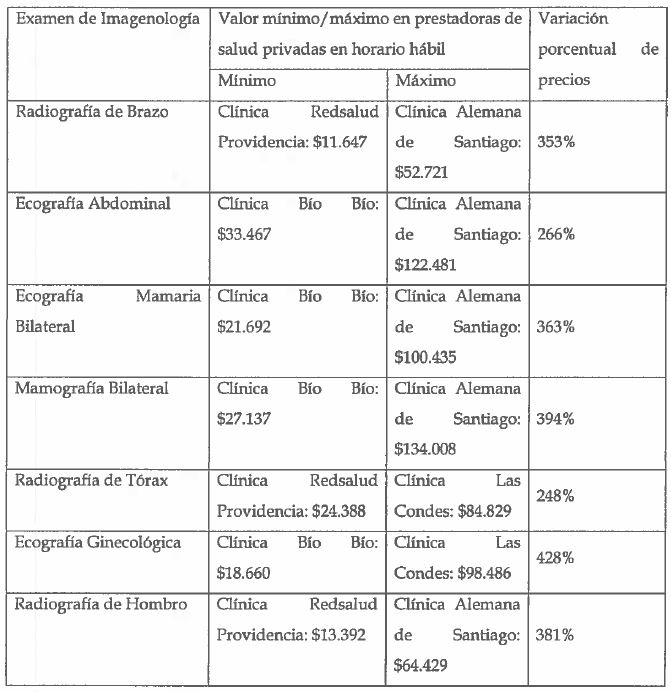 Examen de Imagenología
Valor mínimo/máximo en prestadoras de
salud privadas en horario hábil
Variación
porcentual de
precios
Mínimo
Máximo
Radiografía de Brazo
Clínica Redsalud
Providencia: $11.647
Clínica Alemana
de Santiago:
$52.721
353%
Ecografía Abdominal
Clínica Bío Bío:
$33.467
Clínica Alemana
de Santiago:
$122.481
266%
Ecografía Mamaria
Bilateral
Clínica Bío Bío:
$21.692
Clínica Alemana
de Santiago:
$100.435
363%
Mamografía Bilateral
Clínica Bío Bío:
$27.137
Clínica Alemana
de Santiago:
$134.008
394%
Radiografía de Tórax
Clínica Redsalud
Providencia: $24.388
Clínica Las
Condes: $84.829
248%
Ecografía Ginecológica
Clínica Bío Bío:
$18.660
Clínica Las
Condes: $98.486
428%
Radiografía de Hombro
Clínica Redsalud
Providencia: $13.392
Clínica Alemana
de Santiago:
$64.429
381%